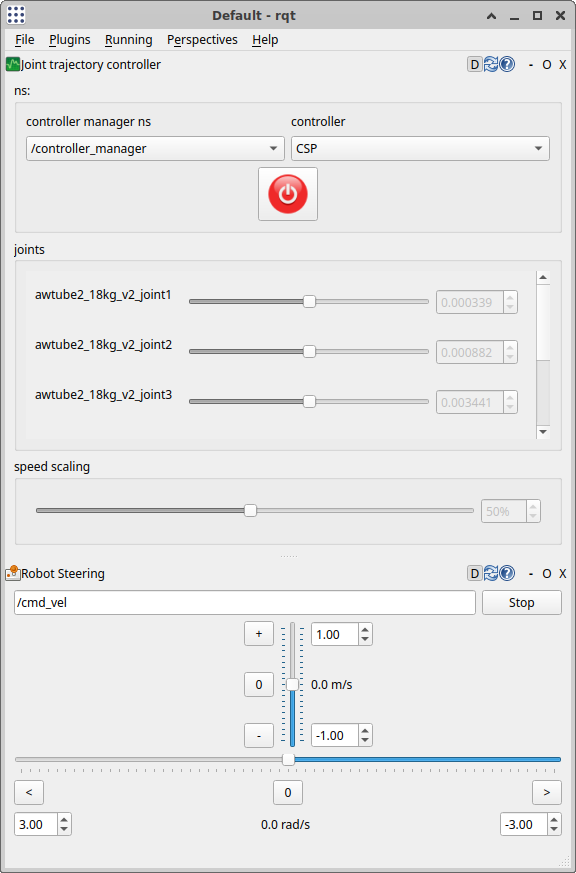 Default - rqt
File Plugins Running Perspectives Help
Joint trajectory controller D - O X
ns:
controller manager ns controller
/controller_manager CSP
joints
awtube2_18kg_v2_joint1 0.000339
awtube2_18kg_v2_joint2 0.000882
awtube2_18kg_v2_joint3 0.003441
speed scaling
50%
Robot Steering D - O X
/cmd_vel Stop
+ 1.00
0 0.0 m/s
- -1.00
< 0 >
3.00 0.0 rad/s -3.00